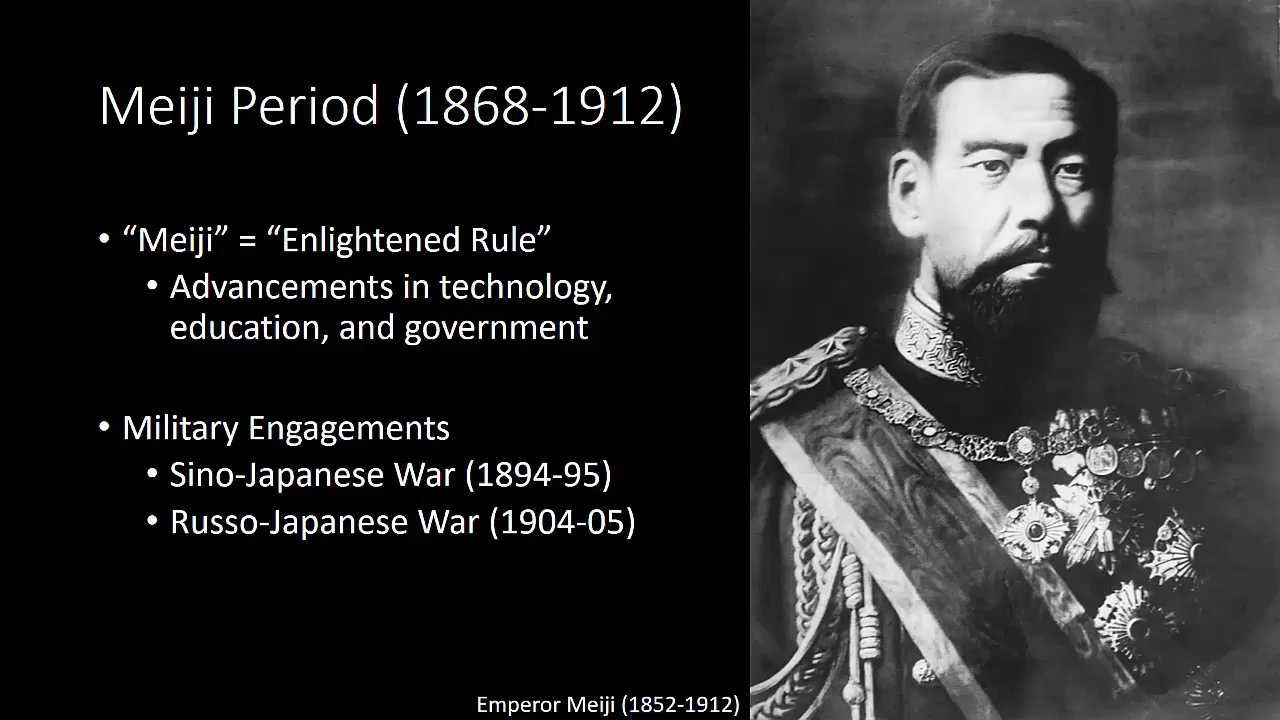 Meiji Period (1868-1912)
• “Meiji” = “Enlightened Rule”
• Advancements in technology,
education, and government
• Military Engagements
• Sino-Japanese War (1894-95)
• Russo-Japanese War (1904-05)
Emperor Meiji (1852-1912)